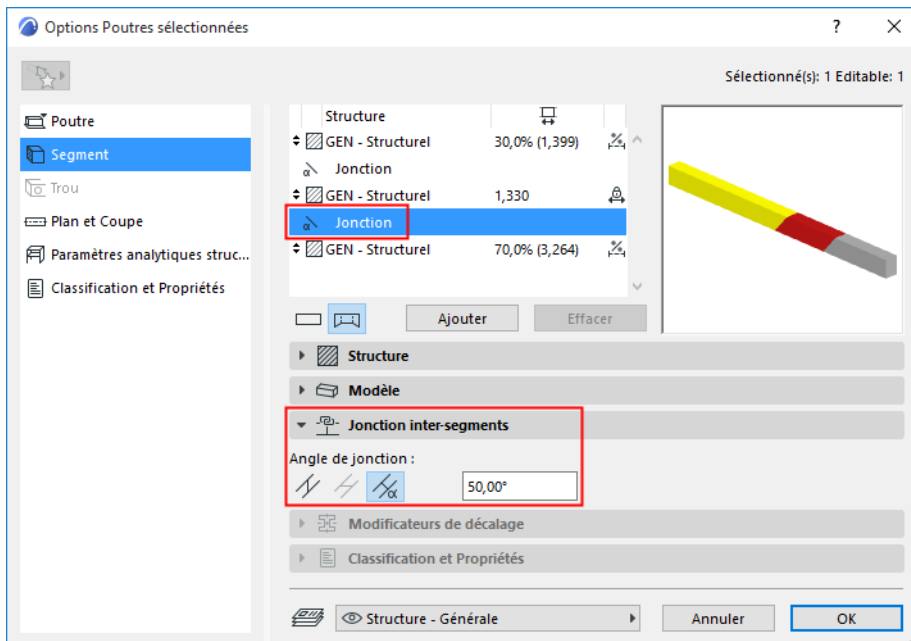 Options Poutres sélectionnées
?
Sélectionné(s): 1 Editable: 1
Poutre
Segment
Trou
Plan et Coupe
Paramètres analytiques struc...
Classification et Propriétés
Structure
GEN - Structurel 30,0% (1,399)
α Jonction
GEN - Structurel 1,330
α Jonction
GEN - Structurel 70,0% (3,264)
Ajouter
Effacer
Structure
Modèle
Jonction inter-segments
Angle de jonction :
α 50,00°
Modificateurs de décalage
Classification et Propriétés
Structure - Générale
Annuler
OK